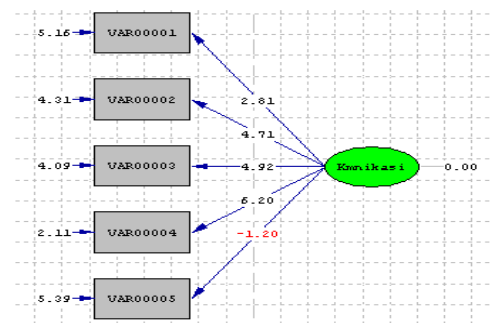 5.16 VAR00001
2.81
4.31 VAR00002
4.71
4.09 VAR00003 4.92 Kmnikasi 0.00
6.20
2.11 VAR00004
-1.20
5.39 VAR00005